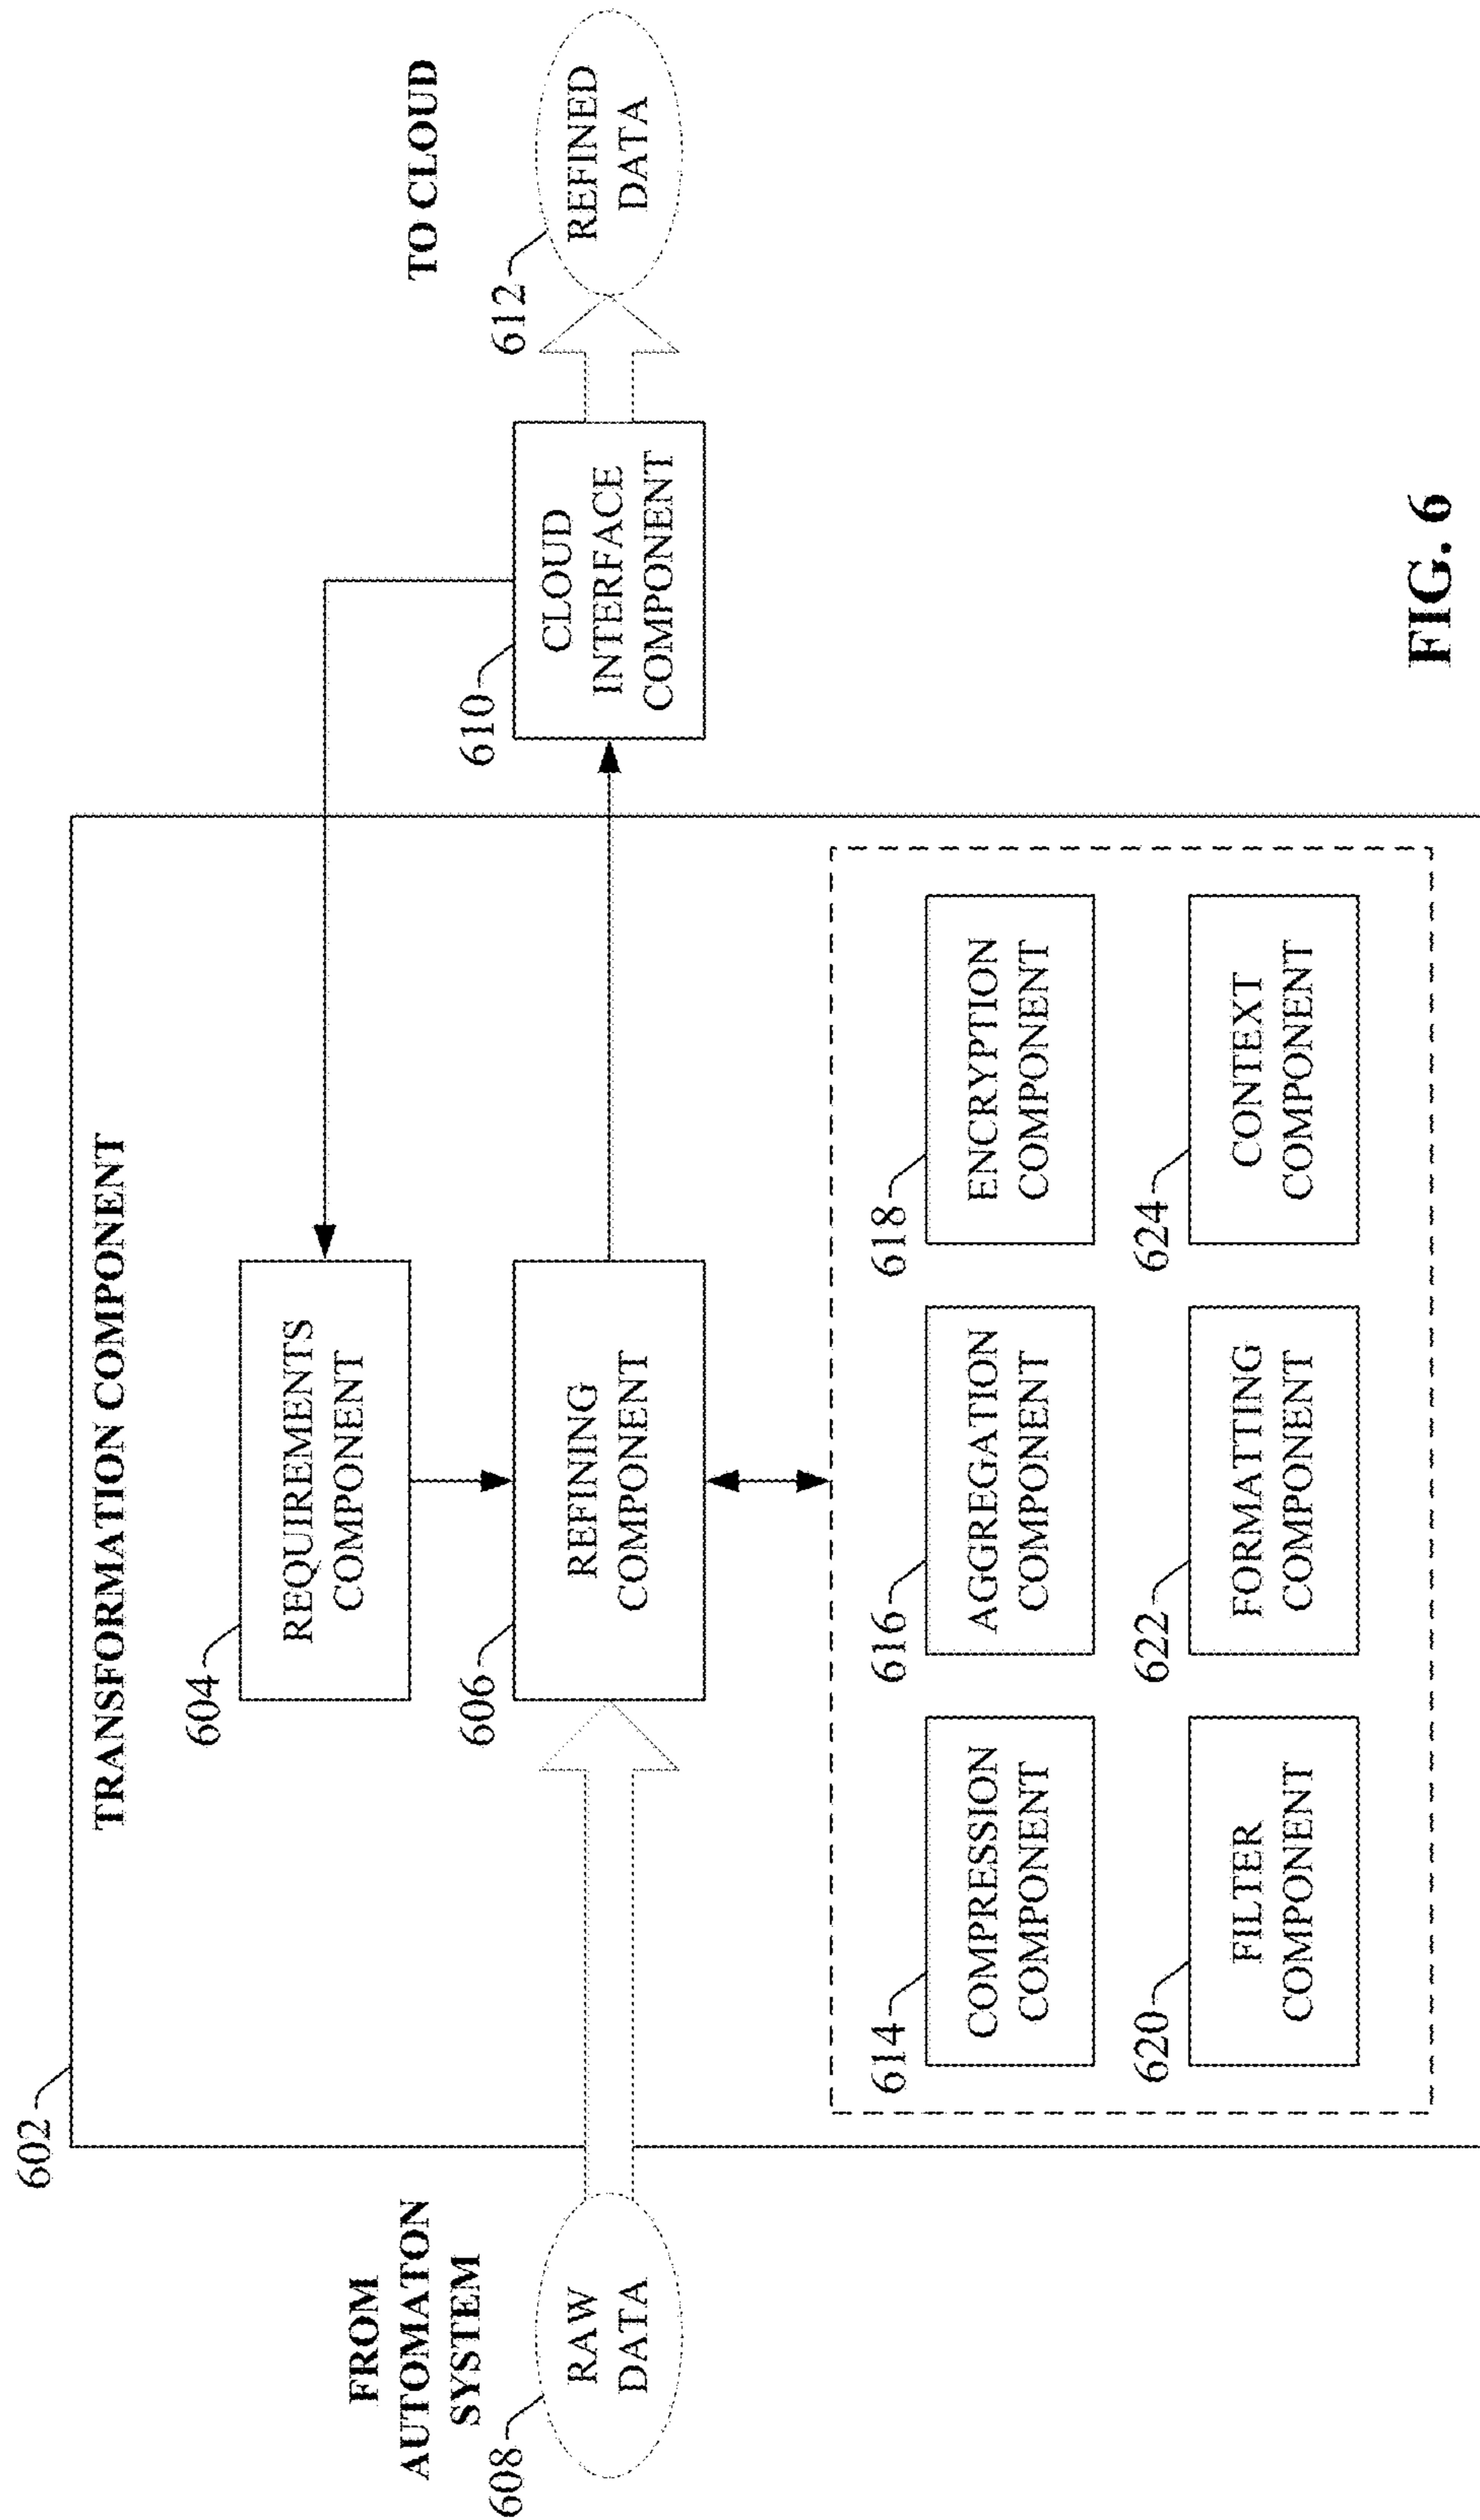 602
TRANSFORMATION COMPONENT
604
REQUIREMENTS
COMPONENT
FROM
AUTOMATON
SYSTEM
608
RAW
DATA
606
REFINING
COMPONENT
610
CLOUD
INTERFACE
COMPONENT
TO CLOUD
612
REFINED
DATA
614
COMPRESSION
COMPONENT
616
AGGREGATION
COMPONENT
618
ENCRYPTION
COMPONENT
620
FILTER
COMPONENT
622
FORMATTING
COMPONENT
624
CONTEXT
COMPONENT
FIG. 6